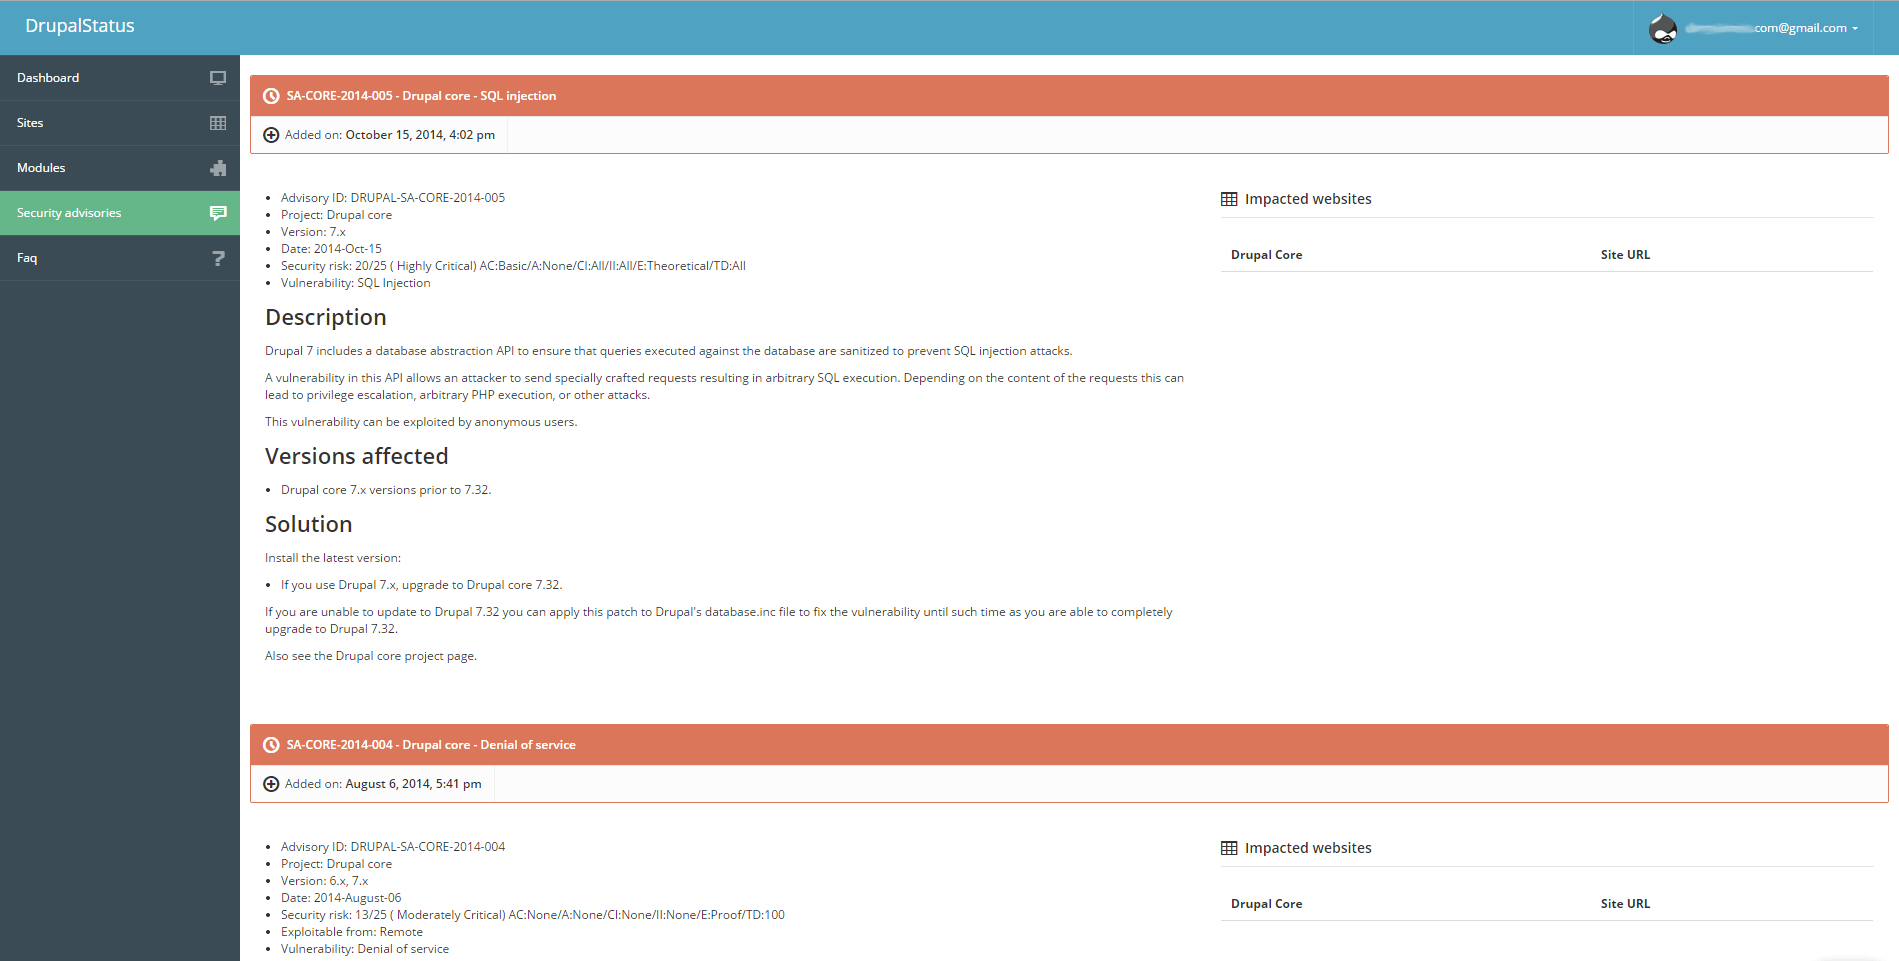 DrupalStatus
.com@gmail.com
Dashboard
Sites
Modules
Security advisories
Faq
SA-CORE-2014-005 - Drupal core - SQL injection
Added on: October 15, 2014, 4:02 pm
Advisory ID: DRUPAL-SA-CORE-2014-005
Project: Drupal core
Version: 7.x
Date: 2014-Oct-15
Security risk: 20/25 ( Highly Critical) AC:Basic/A:None/CI:All/II:All/E:Theoretical/TD:All
Vulnerability: SQL Injection
Description
Drupal 7 includes a database abstraction API to ensure that queries executed against the database are sanitized to prevent SQL injection attacks.
A vulnerability in this API allows an attacker to send specially crafted requests resulting in arbitrary SQL execution. Depending on the content of the requests this can
lead to privilege escalation, arbitrary PHP execution, or other attacks.
This vulnerability can be exploited by anonymous users.
Versions affected
Drupal core 7.x versions prior to 7.32.
Solution
Install the latest version:
If you use Drupal 7.x, upgrade to Drupal core 7.32.
If you are unable to update to Drupal 7.32 you can apply this patch to Drupal's database.inc file to fix the vulnerability until such time as you are able to completely
upgrade to Drupal 7.32.
Also see the Drupal core project page.
Impacted websites
Drupal Core Site URL
SA-CORE-2014-004 - Drupal core - Denial of service
Added on: August 6, 2014, 5:41 pm
Advisory ID: DRUPAL-SA-CORE-2014-004
Project: Drupal core
Version: 6.x, 7.x
Date: 2014-August-06
Security risk: 13/25 ( Moderately Critical) AC:None/A:None/CI:None/II:None/E:Proof/TD:100
Exploitable from: Remote
Vulnerability: Denial of service
Impacted websites
Drupal Core Site URL